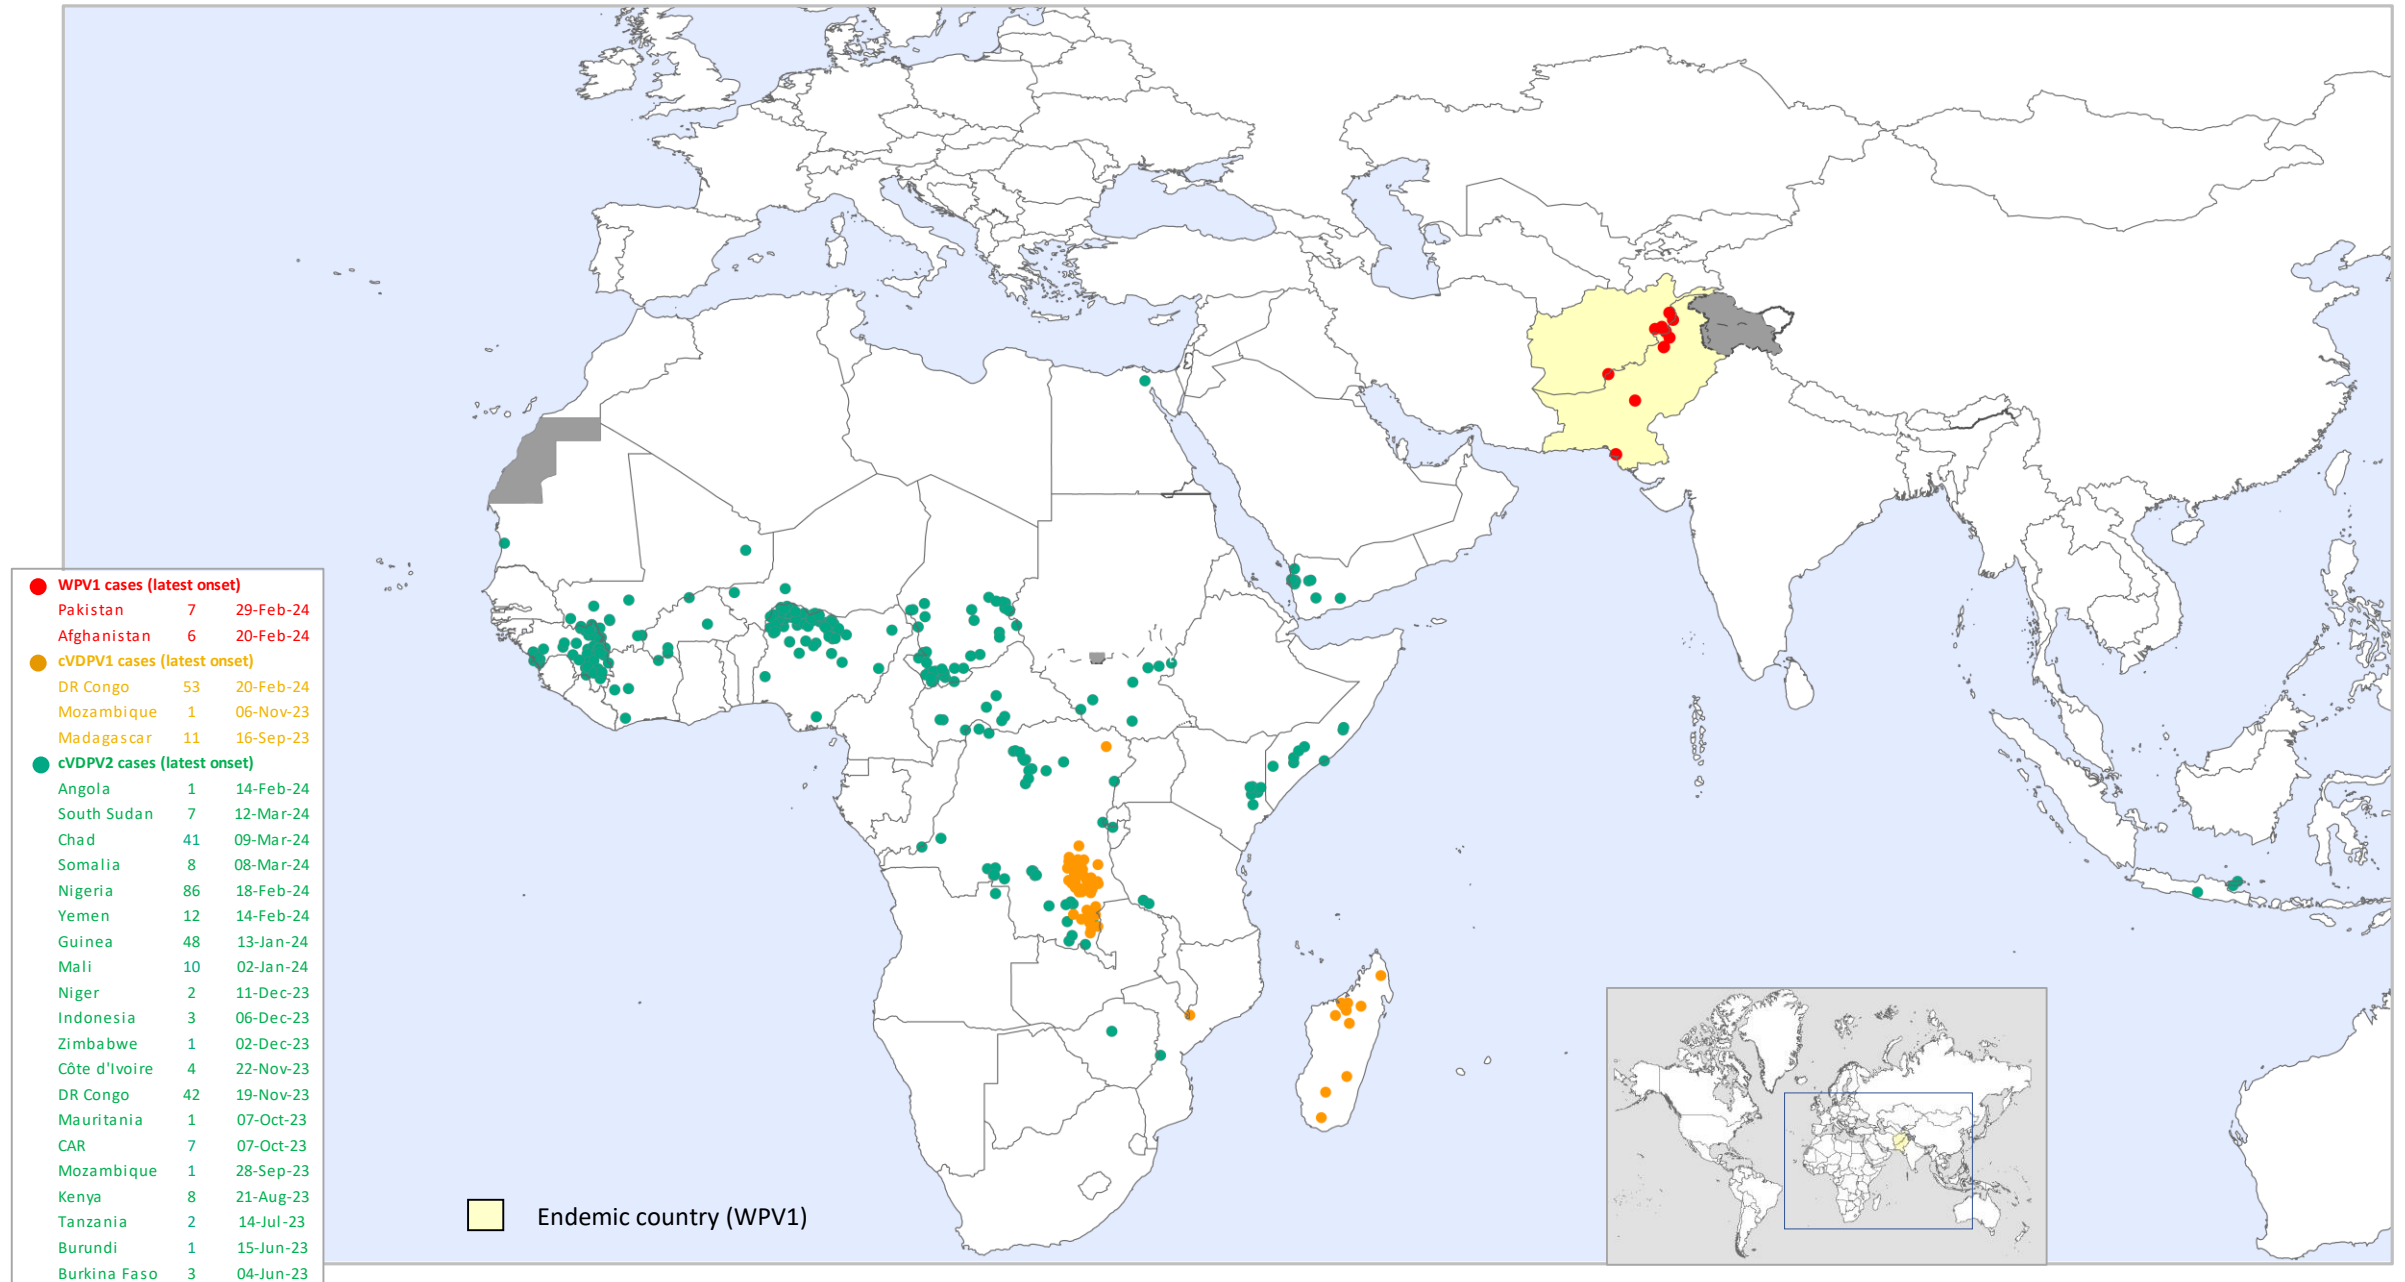 WPV1 cases (latest onset)
Pakistan 7 29-Feb-24
Afghanistan 6 20-Feb-24
cVDPV1 cases (latest onset)
DR Congo 53 20-Feb-24
Mozambique 1 06-Nov-23
Madagascar 11 16-Sep-23
cVDPV2 cases (latest onset)
Angola 1 14-Feb-24
South Sudan 7 12-Mar-24
Chad 41 09-Mar-24
Somalia 8 08-Mar-24
Nigeria 86 18-Feb-24
Yemen 12 14-Feb-24
Guinea 48 13-Jan-24
Mali 10 02-Jan-24
Niger 2 11-Dec-23
Indonesia 3 06-Dec-23
Zimbabwe 1 02-Dec-23
Côte d'Ivoire 4 22-Nov-23
DR Congo 42 19-Nov-23
Mauritania 1 07-Oct-23
CAR 7 07-Oct-23
Mozambique 1 28-Sep-23
Kenya 8 21-Aug-23
Tanzania 2 14-Jul-23
Burundi 1 15-Jun-23
Burkina Faso 3 04-Jun-23
Endemic country (WPV1)